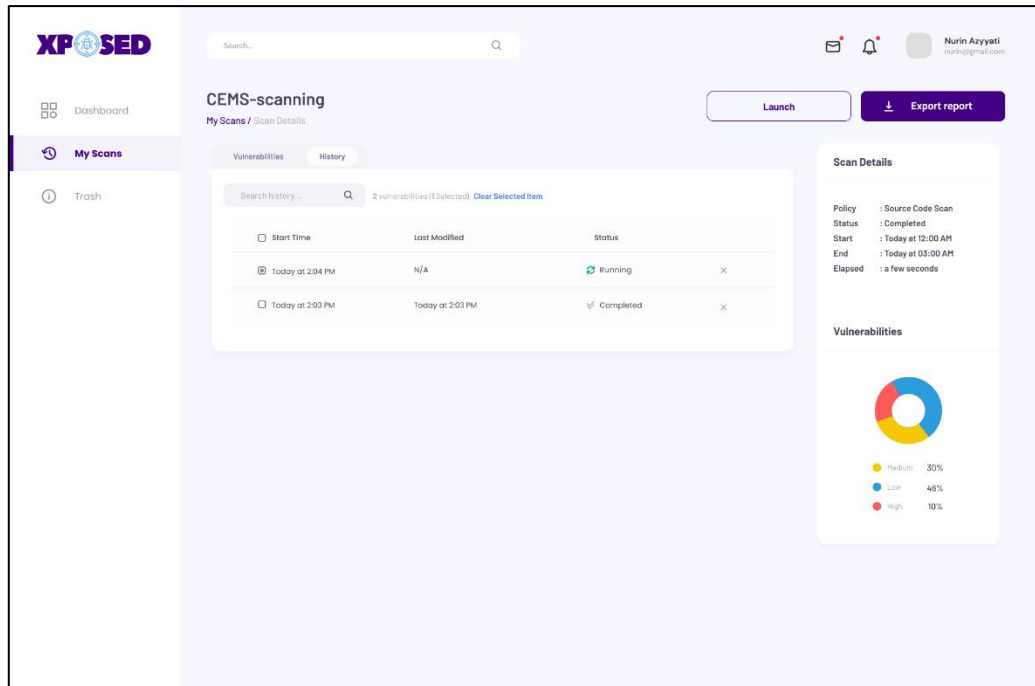 XPOSED
Search...
Nurin Azyyati
nurin@gmail.com
CEMS-scanning
My Scans / Scan Details
Launch
Export report
Dashboard
My Scans
Trash
Vulnerabilities History
Search history...
2 vulnerabilities (1 Selected) Clear Selected Item
Start Time Last Modified Status
Today at 2:04 PM N/A Running
Today at 2:03 PM Today at 2:03 PM Completed
Scan Details
Policy : Source Code Scan
Status : Completed
Start : Today at 12:00 AM
End : Today at 03:00 AM
Elapsed : a few seconds
Vulnerabilities
Medium 30%
Low 48%
High 10%